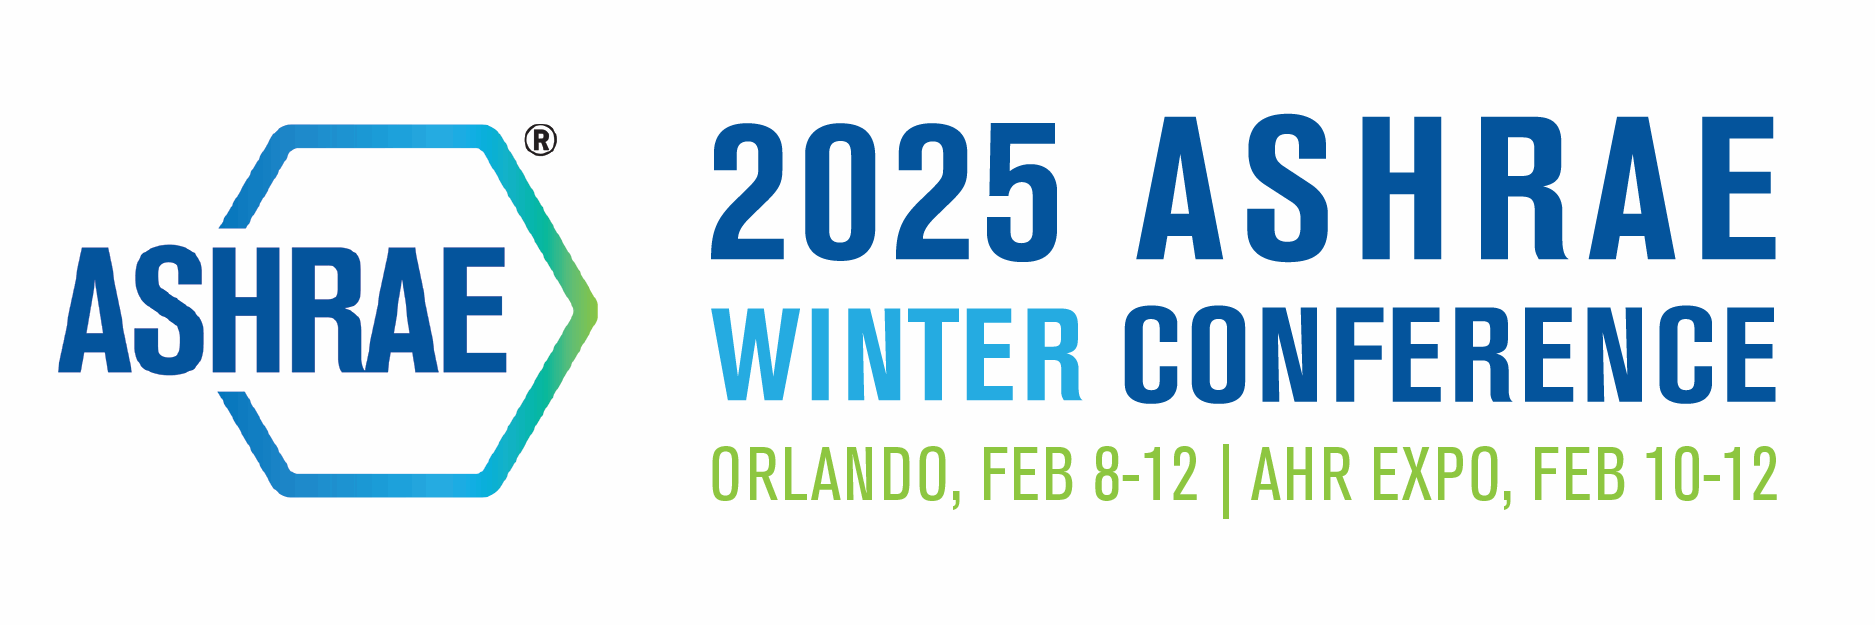 ASHRAE®
2025 ASHRAE
WINTER CONFERENCE
ORLANDO, FEB 8-12 | AHR EXPO, FEB 10-12